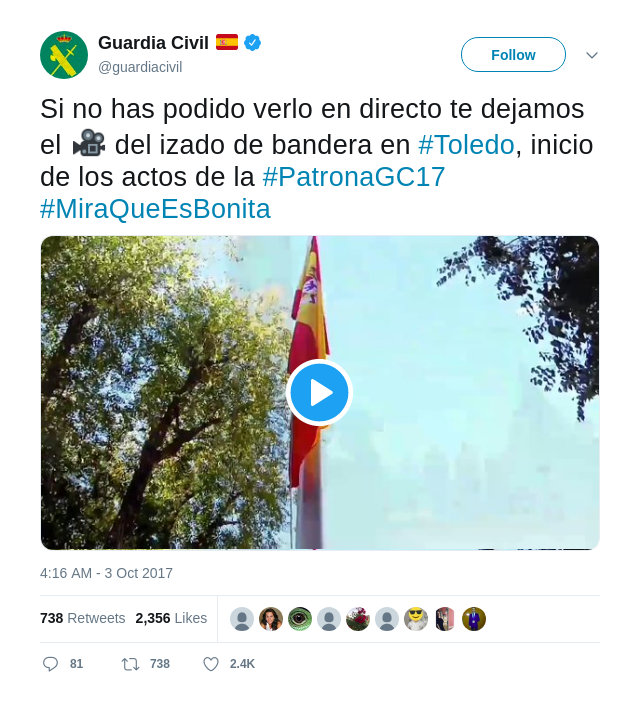 Guardia Civil 🇪🇸
@guardiacivil
Follow
Si no has podido verlo en directo te dejamos
el 🎥 del izado de bandera en #Toledo, inicio
de los actos de la #PatronaGC17
#MiraQueEsBonita
4:16 AM - 3 Oct 2017
738 Retweets 2,356 Likes
81 738 2.4K